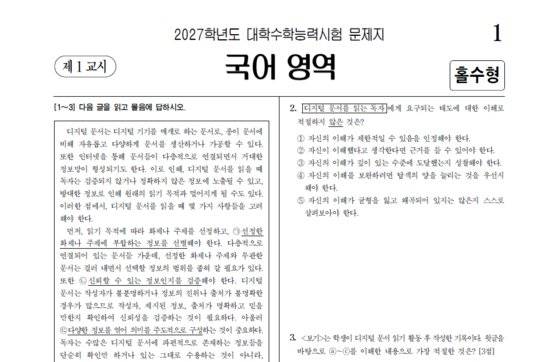 2027학년도 대학수학능력시험 문제지
1
제 1 교시
국어 영역
홀수형
[1~3] 다음 글을 읽고 물음에 답하시오.
디지털 문서는 디지털 기기를 매개로 하는 문서로, 종이 문서에
비해 자유롭고 다양하게 문서를 생산하거나 가공할 수 있다.
또한 인터넷을 통해 문서들이 다층적으로 연결되면서 거대한
정보망이 형성되기도 한다. 이로 인해, 디지털 문서를 읽을 때
독자는 검증되지 않거나 정확하지 않은 정보에 노출될 수 있고,
방대한 정보로 인해 원래의 읽기 목적과 멀어지게 될 수도 있다.
이러한 점에서, 디지털 문서를 읽을 때 몇 가지 사항들을 고려
해야 한다.
먼저, 읽기 목적에 따라 화제나 주제를 선정하고, ㉠선정한
화제나 주제에 부합하는 정보를 선별해야 한다. 다층적으로
연결되어 있는 문서들 가운데, 선정한 화제나 주제와 무관한
문서는 걸러 내면서 선택할 정보의 범위를 좁혀 갈 필요가 있다.
또한 ㉡신뢰할 수 있는 정보인지를 검증해야 한다. 디지털
문서는 작성자가 불분명하거나 정보의 진위나 출처가 불명확한
경우가 많으므로 작성자, 제시된 정보, 출처가 명확하고 믿을
만한지 확인하여 신뢰성을 검증하는 것이 필요하다. 아울러
㉢다양한 정보를 엮어 의미를 주도적으로 구성하는 것이 중요하다.
독자는 수많은 디지털 문서에 파편적으로 존재하는 정보들을
단순히 확인만 하거나 있는 그대로 수용하는 것이 아니라,
2. 디지털 문서를 읽는 독자에게 요구되는 태도에 대한 이해로
적절하지 않은 것은?
① 자신의 이해가 제한적일 수 있음을 인정해야 한다.
② 자신이 이해했다고 생각한다면 근거를 들 수 있어야 한다.
③ 자신의 이해가 깊이 있는 수준에 도달했는지 성찰해야 한다.
④ 자신의 이해를 보완하려면 탐색의 양을 늘리는 것을 우선시
해야 한다.
⑤ 자신의 이해가 균형을 잃고 왜곡되어 있지는 않은지 스스로
살펴보아야 한다.
3. <보기>는 학생이 디지털 문서 읽기 활동 후 작성한 기록이다. 윗글을
바탕으로 ⓐ~ⓒ를 이해한 내용으로 가장 적절한 것은? [3점]